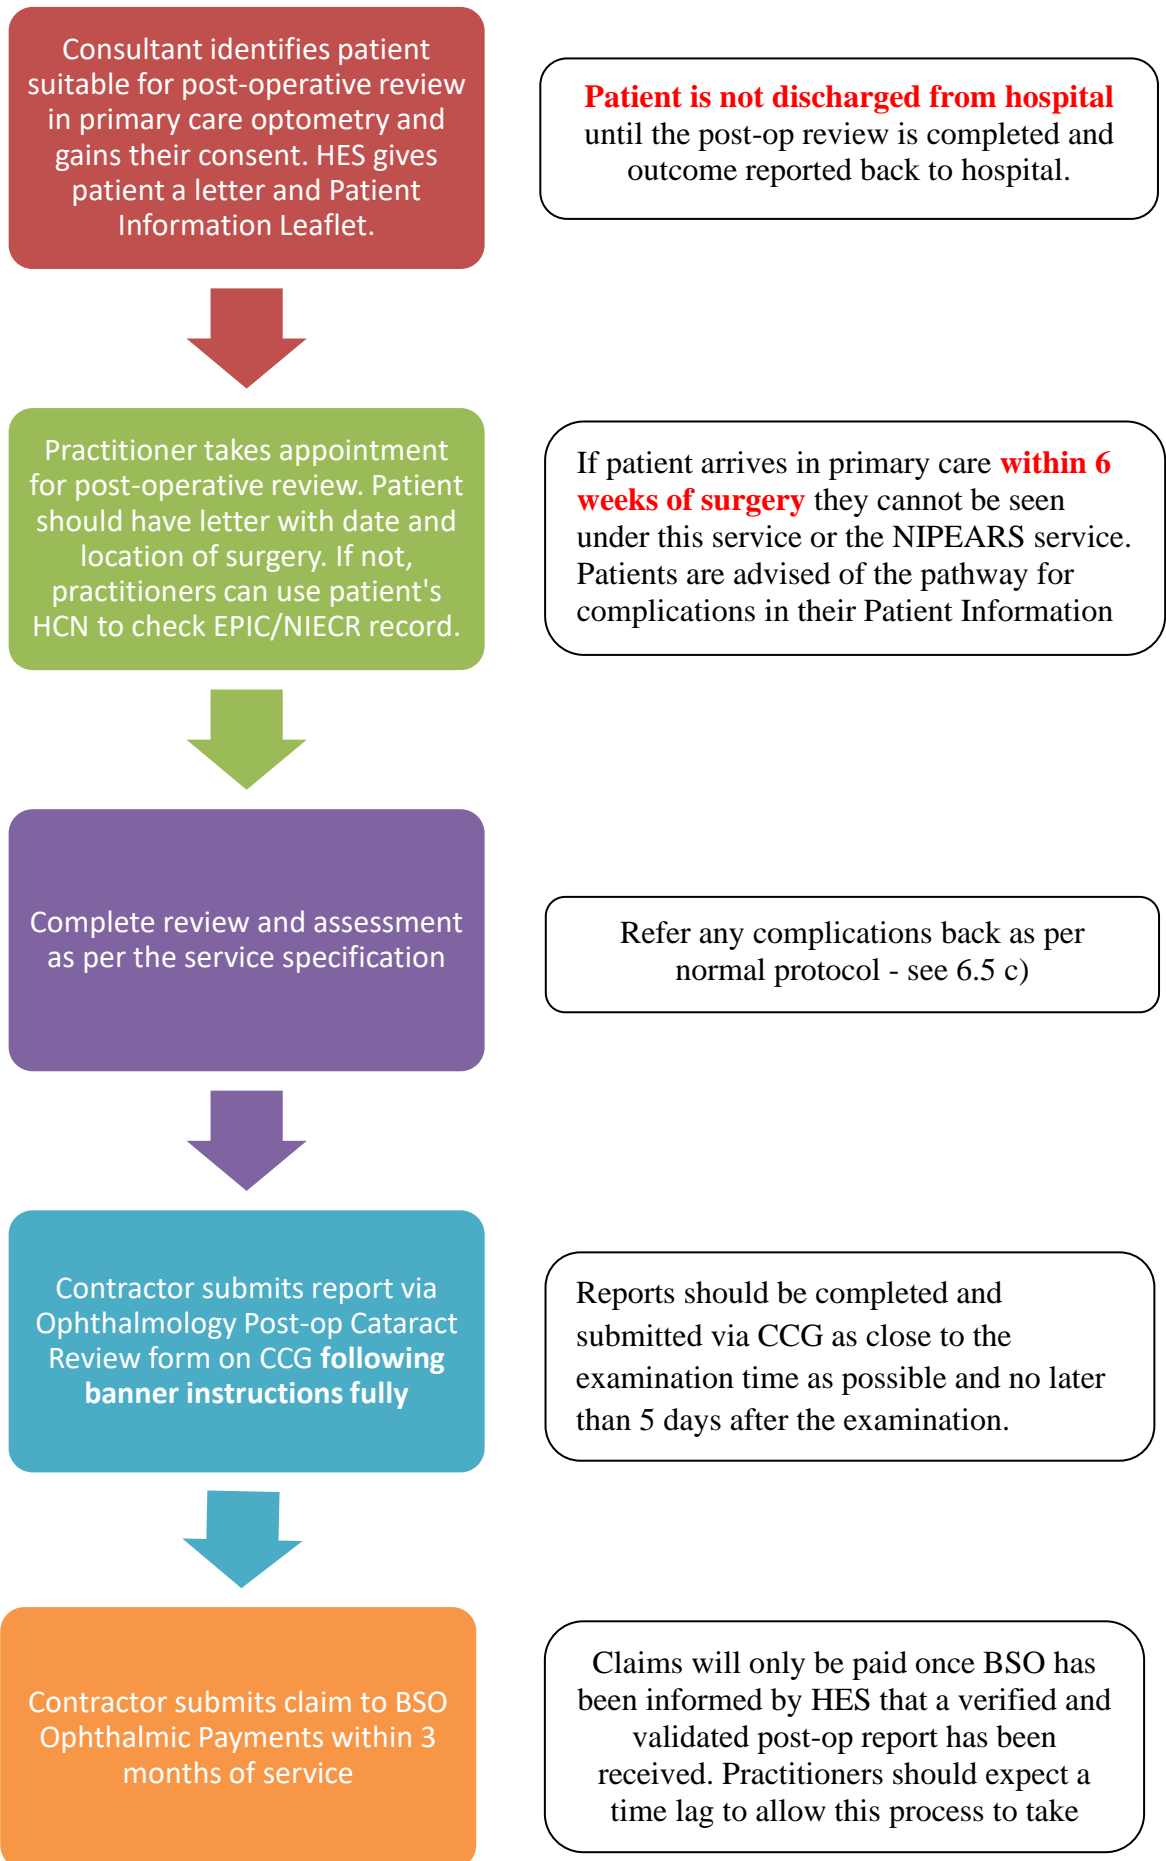 Consultant identifies patient
suitable for post-operative review
in primary care optometry and
gains their consent. HES gives
patient a letter and Patient
Information Leaflet.
Patient is not discharged from hospital
until the post-op review is completed and
outcome reported back to hospital.
Practitioner takes appointment
for post-operative review. Patient
should have letter with date and
location of surgery. If not,
practitioners can use patient's
HCN to check EPIC/NIECR record.
If patient arrives in primary care within 6
weeks of surgery they cannot be seen
under this service or the NIPEARS service.
Patients are advised of the pathway for
complications in their Patient Information
Complete review and assessment
as per the service specification
Refer any complications back as per
normal protocol - see 6.5 c)
Contractor submits report via
Ophthalmology Post-op Cataract
Review form on CCG following
banner instructions fully
Reports should be completed and
submitted via CCG as close to the
examination time as possible and no later
than 5 days after the examination.
Contractor submits claim to BSO
Ophthalmic Payments within 3
months of service
Claims will only be paid once BSO has
been informed by HES that a verified and
validated post-op report has been
received. Practitioners should expect a
time lag to allow this process to take